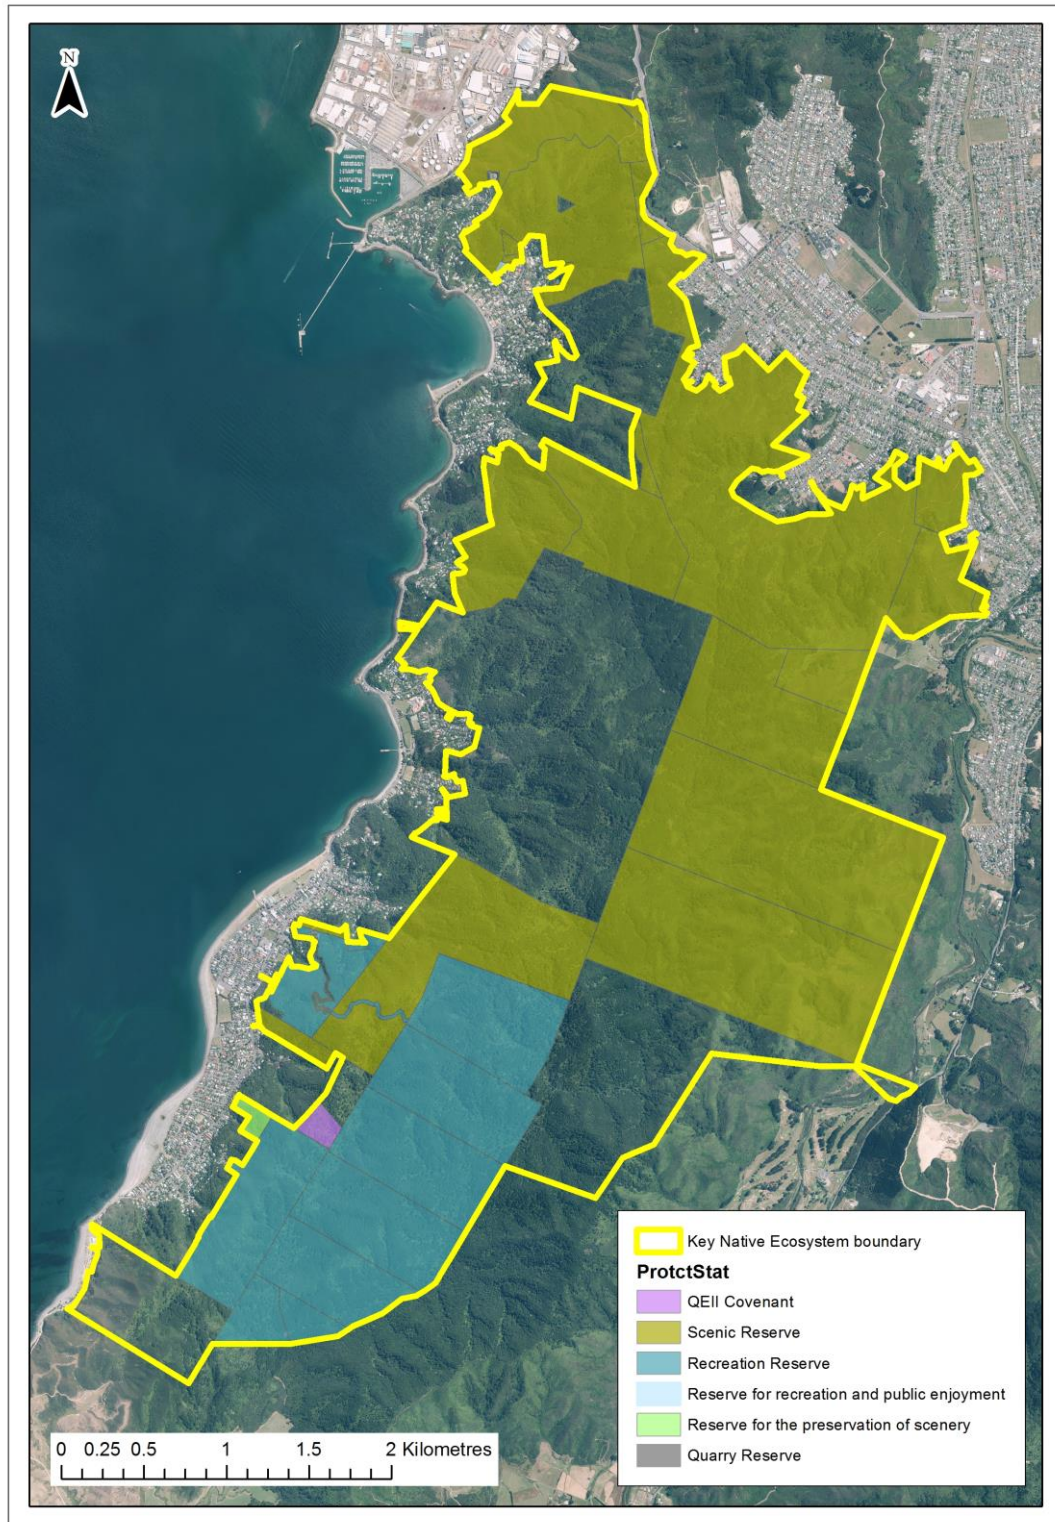 N
Key Native Ecosystem boundary
ProtctStat
QEII Covenant
Scenic Reserve
Recreation Reserve
Reserve for recreation and public enjoyment
Reserve for the preservation of scenery
Quarry Reserve
0 0.25 0.5 1 1.5 2 Kilometres